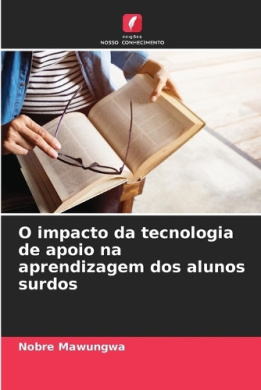 edições
NOSSO CONHECIMENTO
O impacto da tecnologia
de apoio na
aprendizagem dos alunos
surdos
Nobre Mawungwa